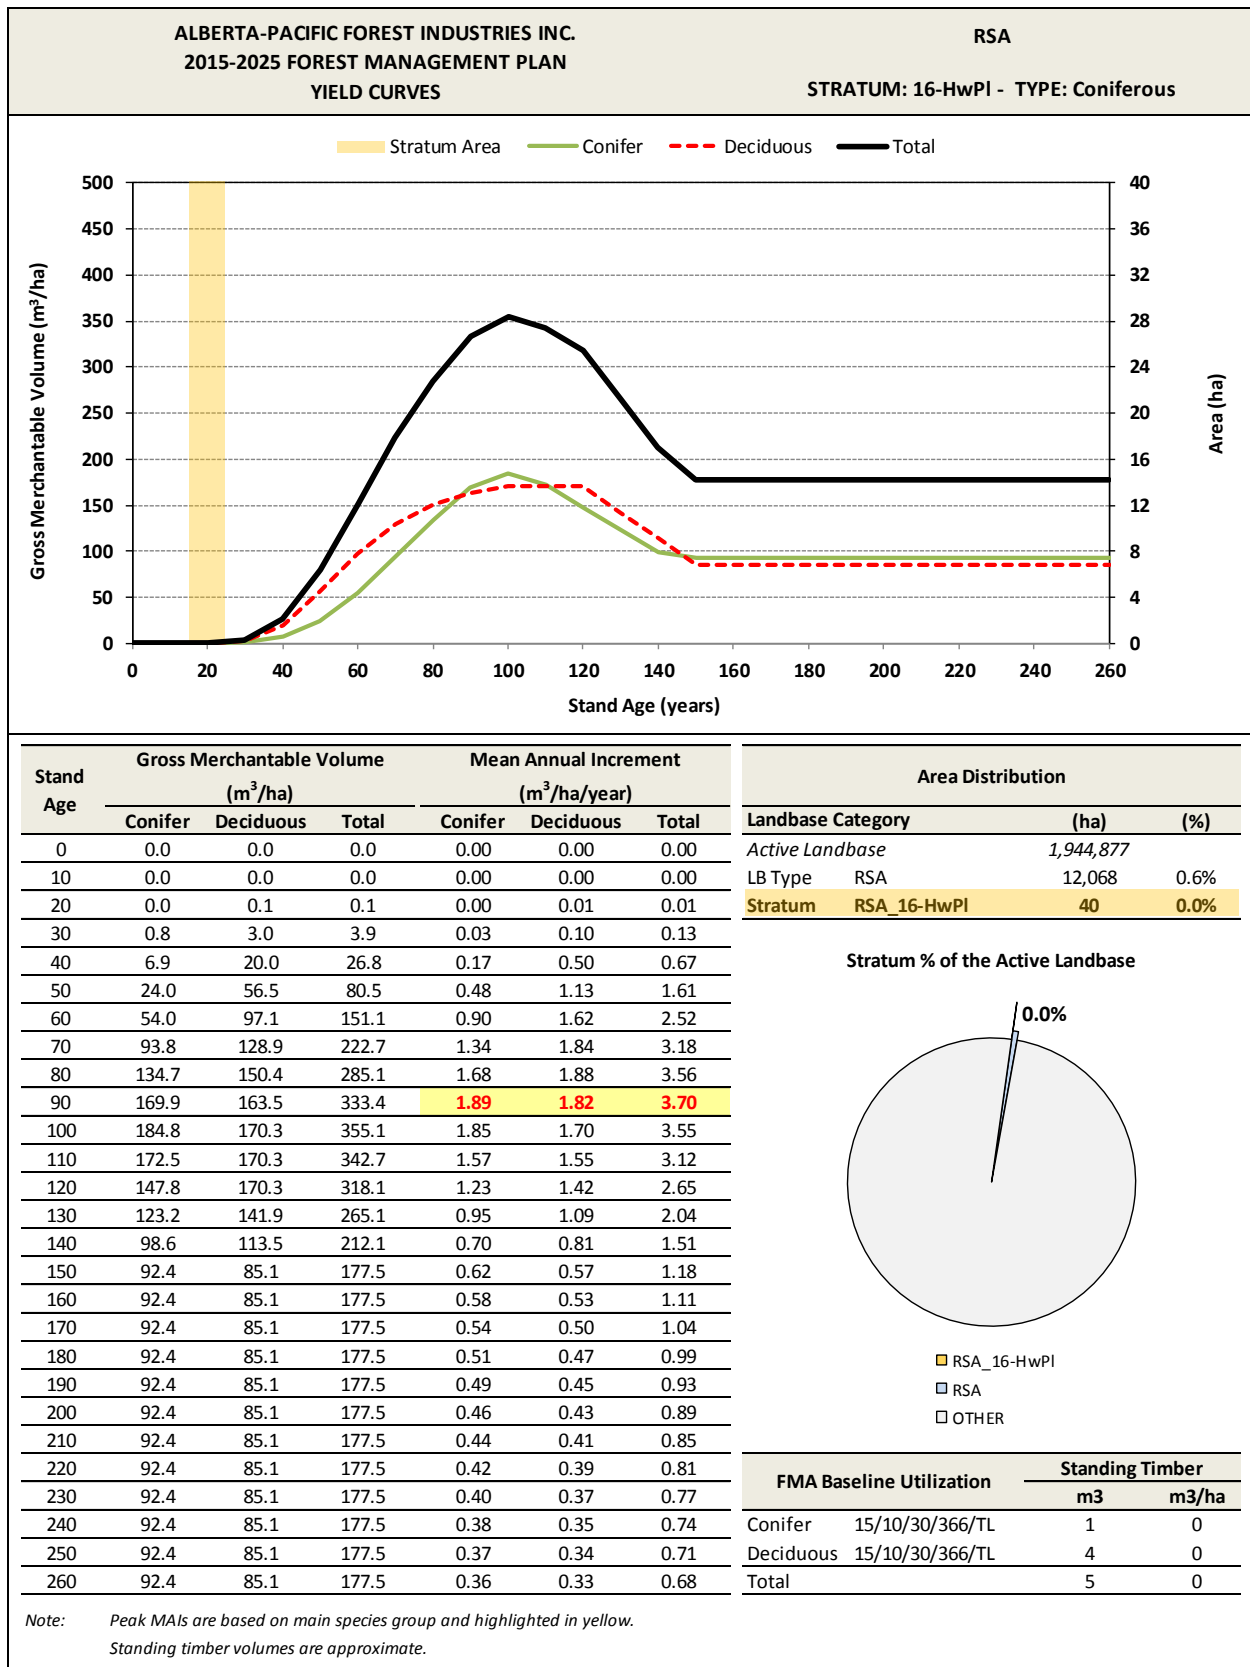 ALBERTA-PACIFIC FOREST INDUSTRIES INC.
2015-2025 FOREST MANAGEMENT PLAN
YIELD CURVES
RSA
STRATUM: 16-HwPl - TYPE: Coniferous
Stratum Area Conifer Deciduous Total
500 40
450 36
400 32
350 28
300 24
250 20
200 16
150 12
100 8
50 4
0 0
Gross Merchantable Volume (m³/ha)
Area (ha)
0 20 40 60 80 100 120 140 160 180 200 220 240 260
Stand Age (years)
Stand Age Gross Merchantable Volume (m³/ha) Mean Annual Increment (m³/ha/year)
Conifer Deciduous Total Conifer Deciduous Total
0 0.0 0.0 0.0 0.00 0.00 0.00
10 0.0 0.0 0.0 0.00 0.00 0.00
20 0.0 0.1 0.1 0.00 0.01 0.01
30 0.8 3.0 3.9 0.03 0.10 0.13
40 6.9 20.0 26.8 0.17 0.50 0.67
50 24.0 56.5 80.5 0.48 1.13 1.61
60 54.0 97.1 151.1 0.90 1.62 2.52
70 93.8 128.9 222.7 1.34 1.84 3.18
80 134.7 150.4 285.1 1.68 1.88 3.56
90 169.9 163.5 333.4 1.89 1.82 3.70
100 184.8 170.3 355.1 1.85 1.70 3.55
110 172.5 170.3 342.7 1.57 1.55 3.12
120 147.8 170.3 318.1 1.23 1.42 2.65
130 123.2 141.9 265.1 0.95 1.09 2.04
140 98.6 113.5 212.1 0.70 0.81 1.51
150 92.4 85.1 177.5 0.62 0.57 1.18
160 92.4 85.1 177.5 0.58 0.53 1.11
170 92.4 85.1 177.5 0.54 0.50 1.04
180 92.4 85.1 177.5 0.51 0.47 0.99
190 92.4 85.1 177.5 0.49 0.45 0.93
200 92.4 85.1 177.5 0.46 0.43 0.89
210 92.4 85.1 177.5 0.44 0.41 0.85
220 92.4 85.1 177.5 0.42 0.39 0.81
230 92.4 85.1 177.5 0.40 0.37 0.77
240 92.4 85.1 177.5 0.38 0.35 0.74
250 92.4 85.1 177.5 0.37 0.34 0.71
260 92.4 85.1 177.5 0.36 0.33 0.68
Area Distribution
Landbase Category (ha) (%)
Active Landbase 1,944,877
LB Type RSA 12,068 0.6%
Stratum RSA_16-HwPl 40 0.0%
Stratum % of the Active Landbase
0.0%
RSA_16-HwPl
RSA
OTHER
FMA Baseline Utilization Standing Timber
m3 m3/ha
Conifer 15/10/30/366/TL 1 0
Deciduous 15/10/30/366/TL 4 0
Total 5 0
Note: Peak MAIs are based on main species group and highlighted in yellow.
Standing timber volumes are approximate.